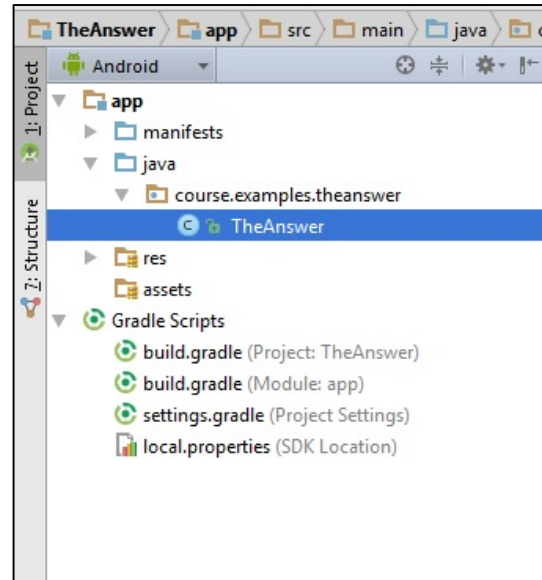 TheAnswer app src main java
1: Project
Android
app
manifests
java
course.examples.theanswer
C TheAnswer
res
assets
Gradle Scripts
build.gradle (Project: TheAnswer)
build.gradle (Module: app)
settings.gradle (Project Settings)
local.properties (SDK Location)
7: Structure